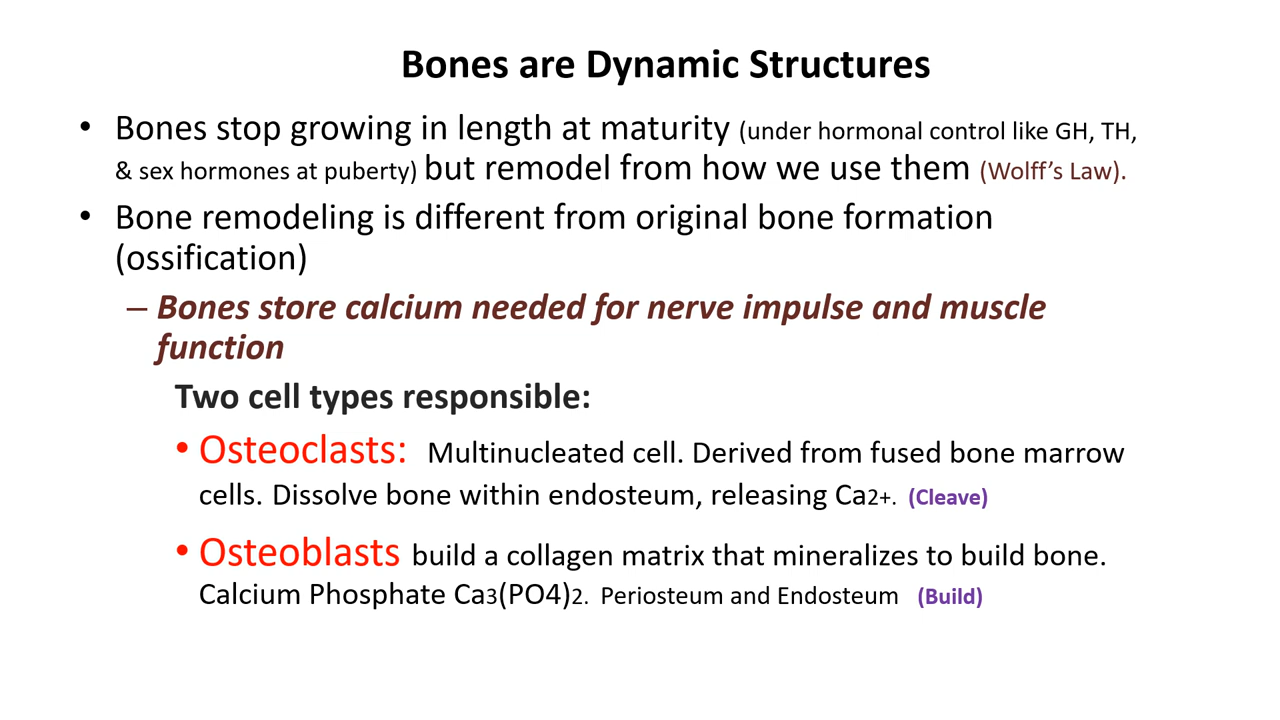 Bones are Dynamic Structures
• Bones stop growing in length at maturity (under hormonal control like GH, TH,
& sex hormones at puberty) but remodel from how we use them (Wolff's Law).
• Bone remodeling is different from original bone formation
(ossification)
– Bones store calcium needed for nerve impulse and muscle
function
Two cell types responsible:
• Osteoclasts: Multinucleated cell. Derived from fused bone marrow
cells. Dissolve bone within endosteum, releasing Ca2+. (Cleave)
• Osteoblasts build a collagen matrix that mineralizes to build bone.
Calcium Phosphate Ca3(PO4)2. Periosteum and Endosteum (Build)